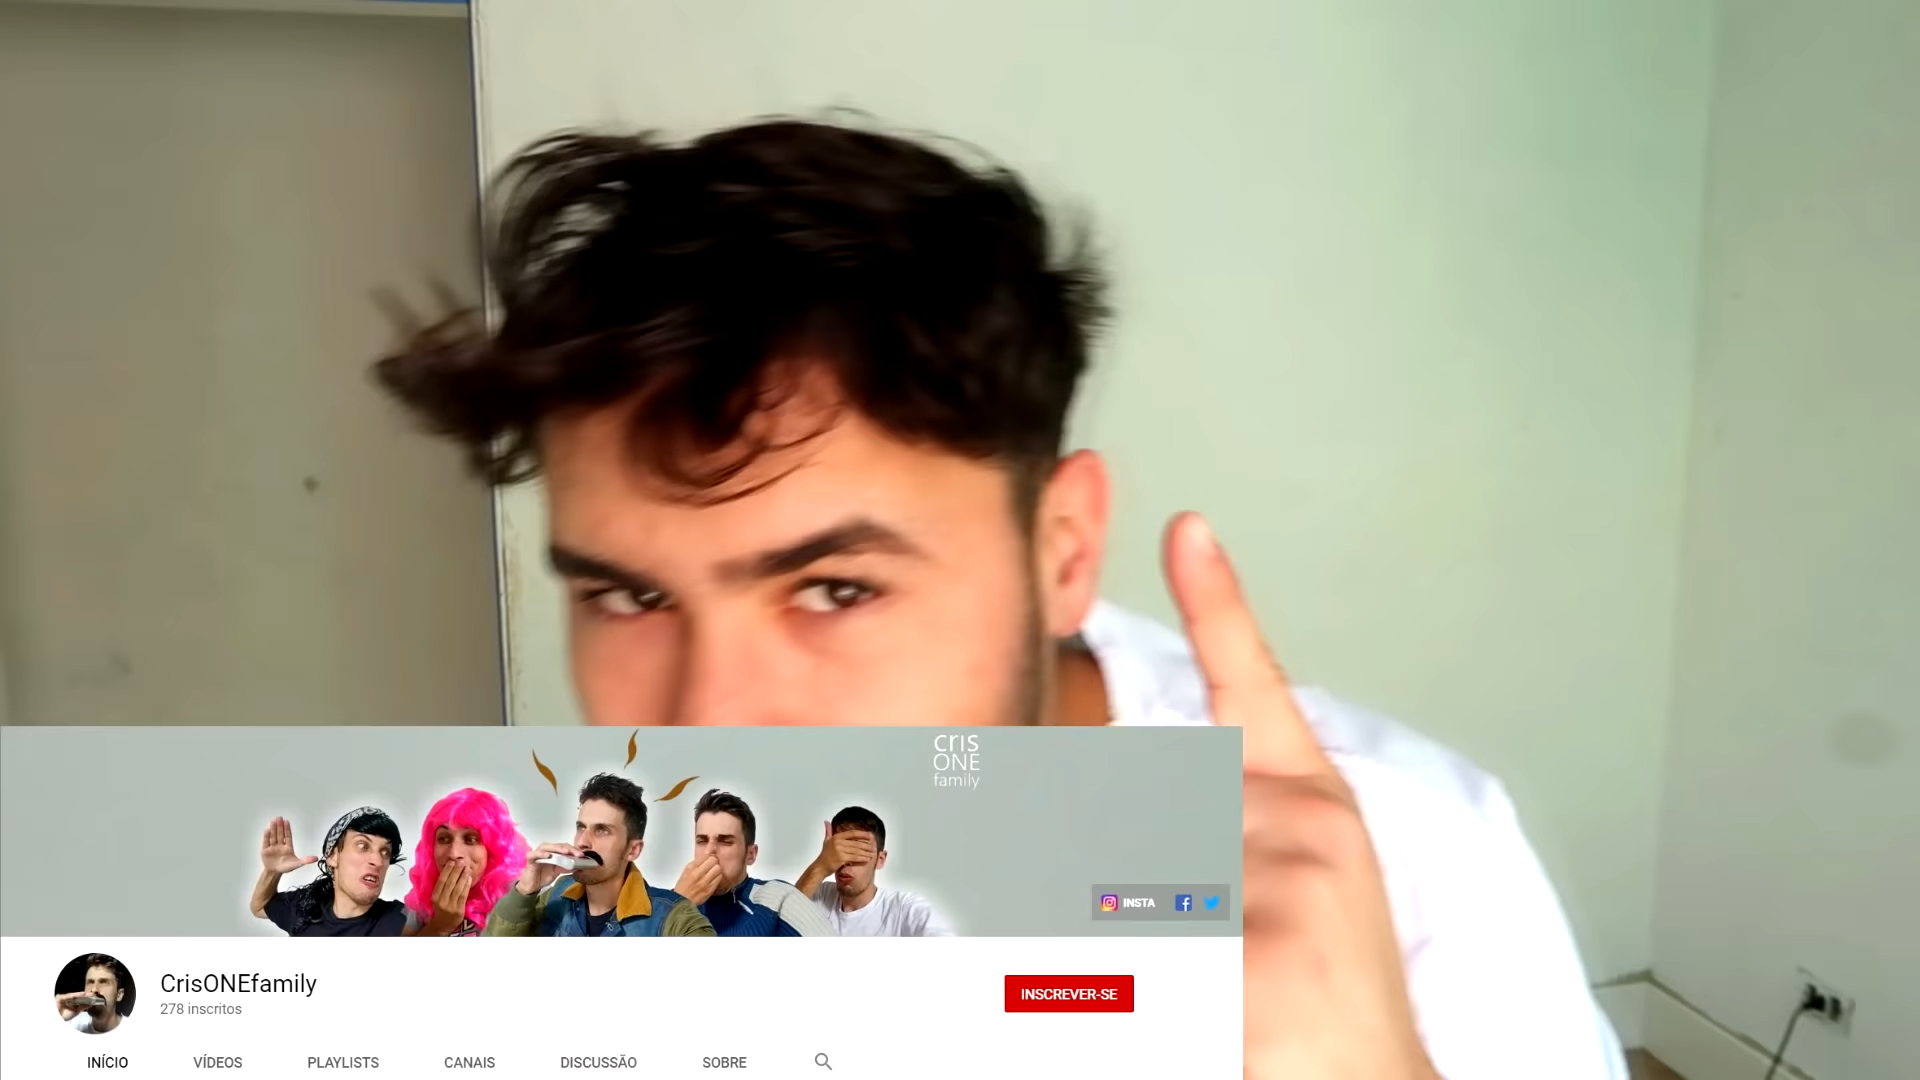 cris
ONE
family
INSTA
CrisONEfamily
278 inscritos
INSCREVER-SE
INÍCIO VÍDEOS PLAYLISTS CANAIS DISCUSSÃO SOBRE